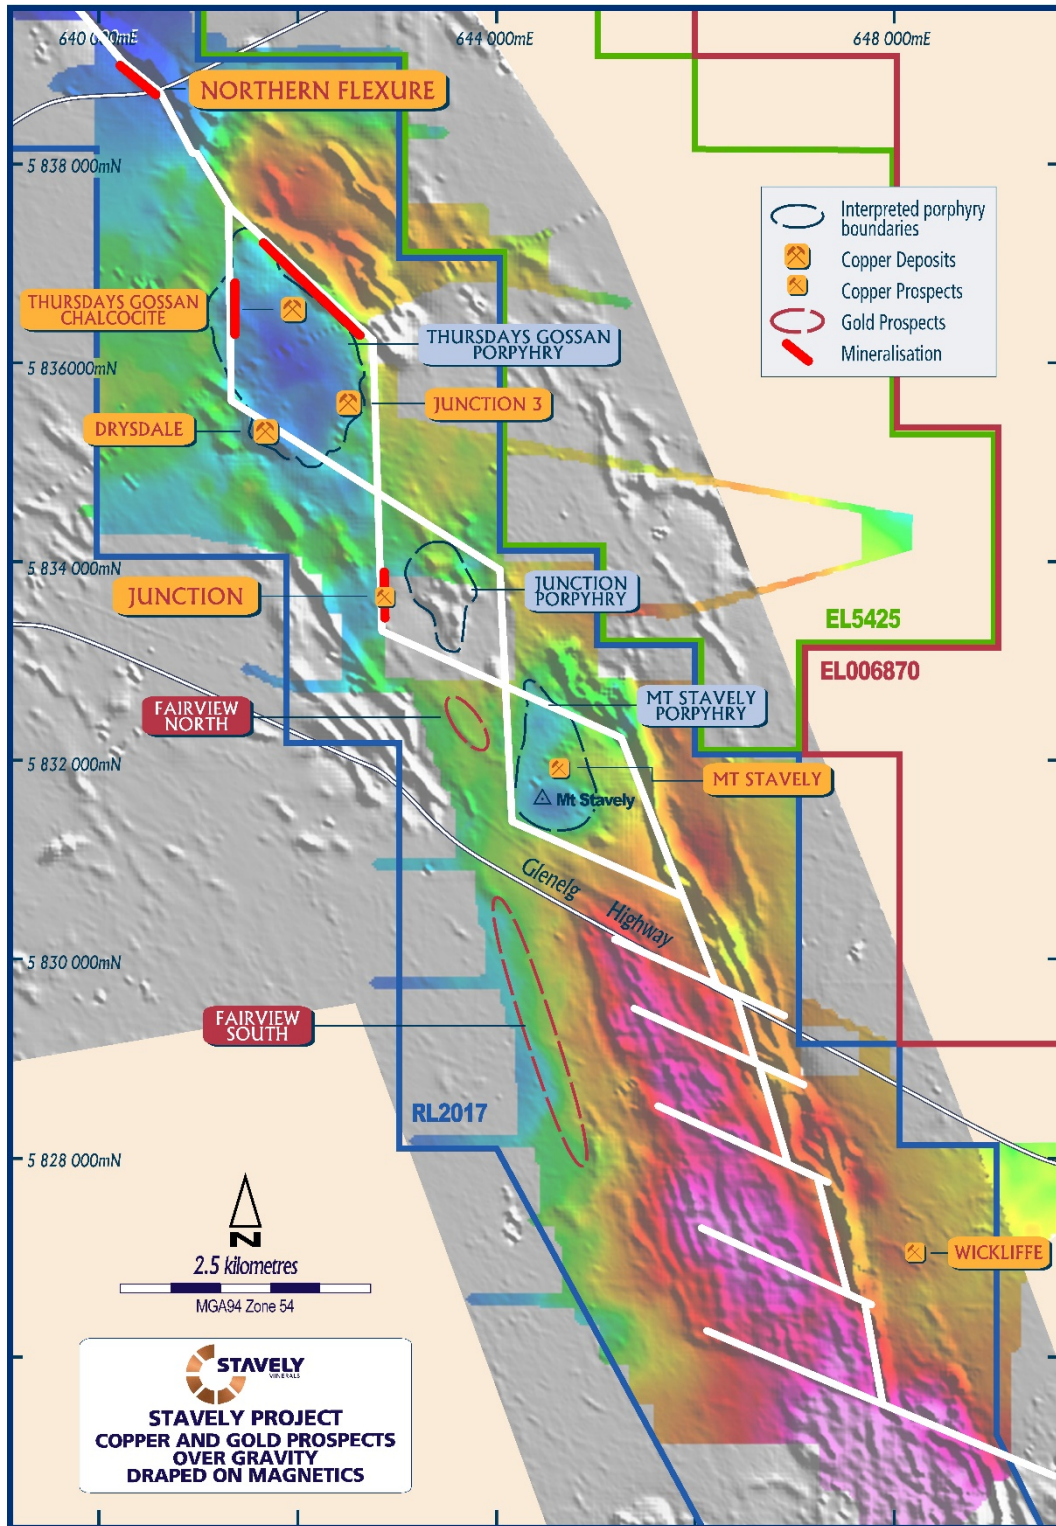 640 000mE
644 000mE
648 000mE
NORTHERN FLEXURE
5 838 000mN
Interpreted porphyry
boundaries
Copper Deposits
Copper Prospects
Gold Prospects
Mineralisation
THURSDAYS GOSSAN
CHALCOCITE
THURSDAYS GOSSAN
PORPYHRY
5 836000mN
JUNCTION 3
DRYSDALE
5 834 000mN
JUNCTION
JUNCTION
PORPYHRY
EL5425
EL006870
FAIRVIEW
NORTH
MT STAVELY
PORPYHRY
5 832 000mN
MT STAVELY
Mt Stavely
Glenelg
Highway
5 830 000mN
FAIRVIEW
SOUTH
RL2017
5 828 000mN
N
WICKLIFFE
2.5 kilometres
MGA94 Zone 54
STAVELY
MINERALS
STAVELY PROJECT
COPPER AND GOLD PROSPECTS
OVER GRAVITY
DRAPED ON MAGNETICS